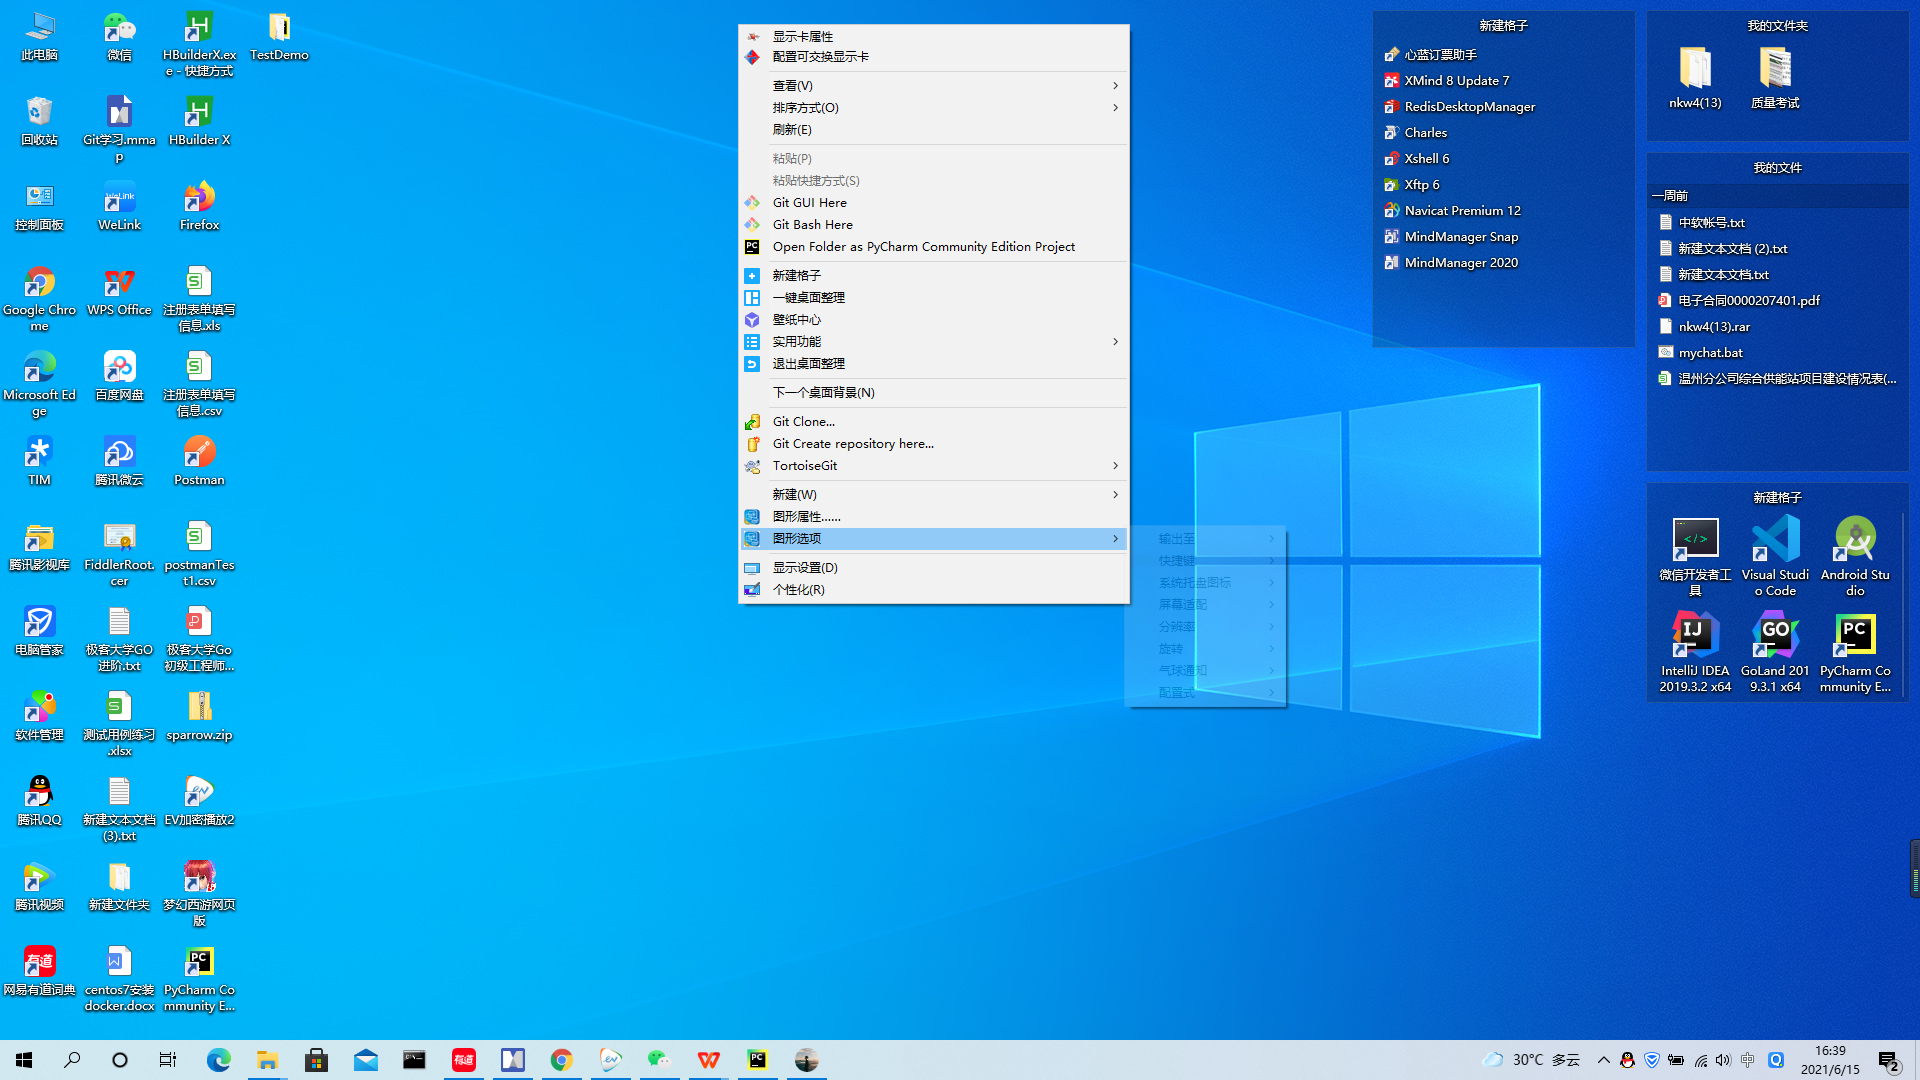 此电脑
微信
HBuilderX.ex
e - 快捷方式
TestDemo
回收站
Git学习.mma
p
HBuilder X
控制面板
WeLink
Firefox
Google Chro
me
WPS Office
注册表单填写
信息.xls
Microsoft Ed
ge
百度网盘
注册表单填写
信息.csv
TIM
腾讯微云
Postman
腾讯影视库
FiddlerRoot.
cer
postmanTes
t1.csv
电脑管家
极客大学GO
进阶.txt
极客大学Go
初级工程师...
软件管理
测试用例练习
.xlsx
sparrow.zip
腾讯QQ
新建文本文档
(3).txt
EV加密播放2
腾讯视频
新建文件夹
梦幻西游网页
版
网易有道词典
centos7安装
docker.docx
PyCharm Co
mmunity E...
显示卡属性
配置可交换显示卡
查看(V)
排序方式(O)
刷新(E)
粘贴(P)
粘贴快捷方式(S)
Git GUI Here
Git Bash Here
Open Folder as PyCharm Community Edition Project
新建格子
一键桌面整理
壁纸中心
实用功能
退出桌面整理
下一个桌面背景(N)
Git Clone...
Git Create repository here...
TortoiseGit
新建(W)
图形属性......
图形选项
显示设置(D)
个性化(R)
输出至
快捷键
系统托盘图标
屏幕适配
分辨率
旋转
气球通知
配置式
新建格子
心蓝订票助手
XMind 8 Update 7
RedisDesktopManager
Charles
Xshell 6
Xftp 6
Navicat Premium 12
MindManager Snap
MindManager 2020
我的文件夹
nkw4(13)
质量考试
我的文件
一周前
中软帐号.txt
新建文本文档 (2).txt
新建文本文档.txt
电子合同0000207401.pdf
nkw4(13).rar
mychat.bat
温州分公司综合供能站项目建设情况表(...
新建格子
微信开发者工
具
Visual Studi
o Code
Android Stu
dio
IntelliJ IDEA
2019.3.2 x64
GoLand 201
9.3.1 x64
PyCharm Co
mmunity E...
30°C 多云
中
16:39
2021/6/15
2